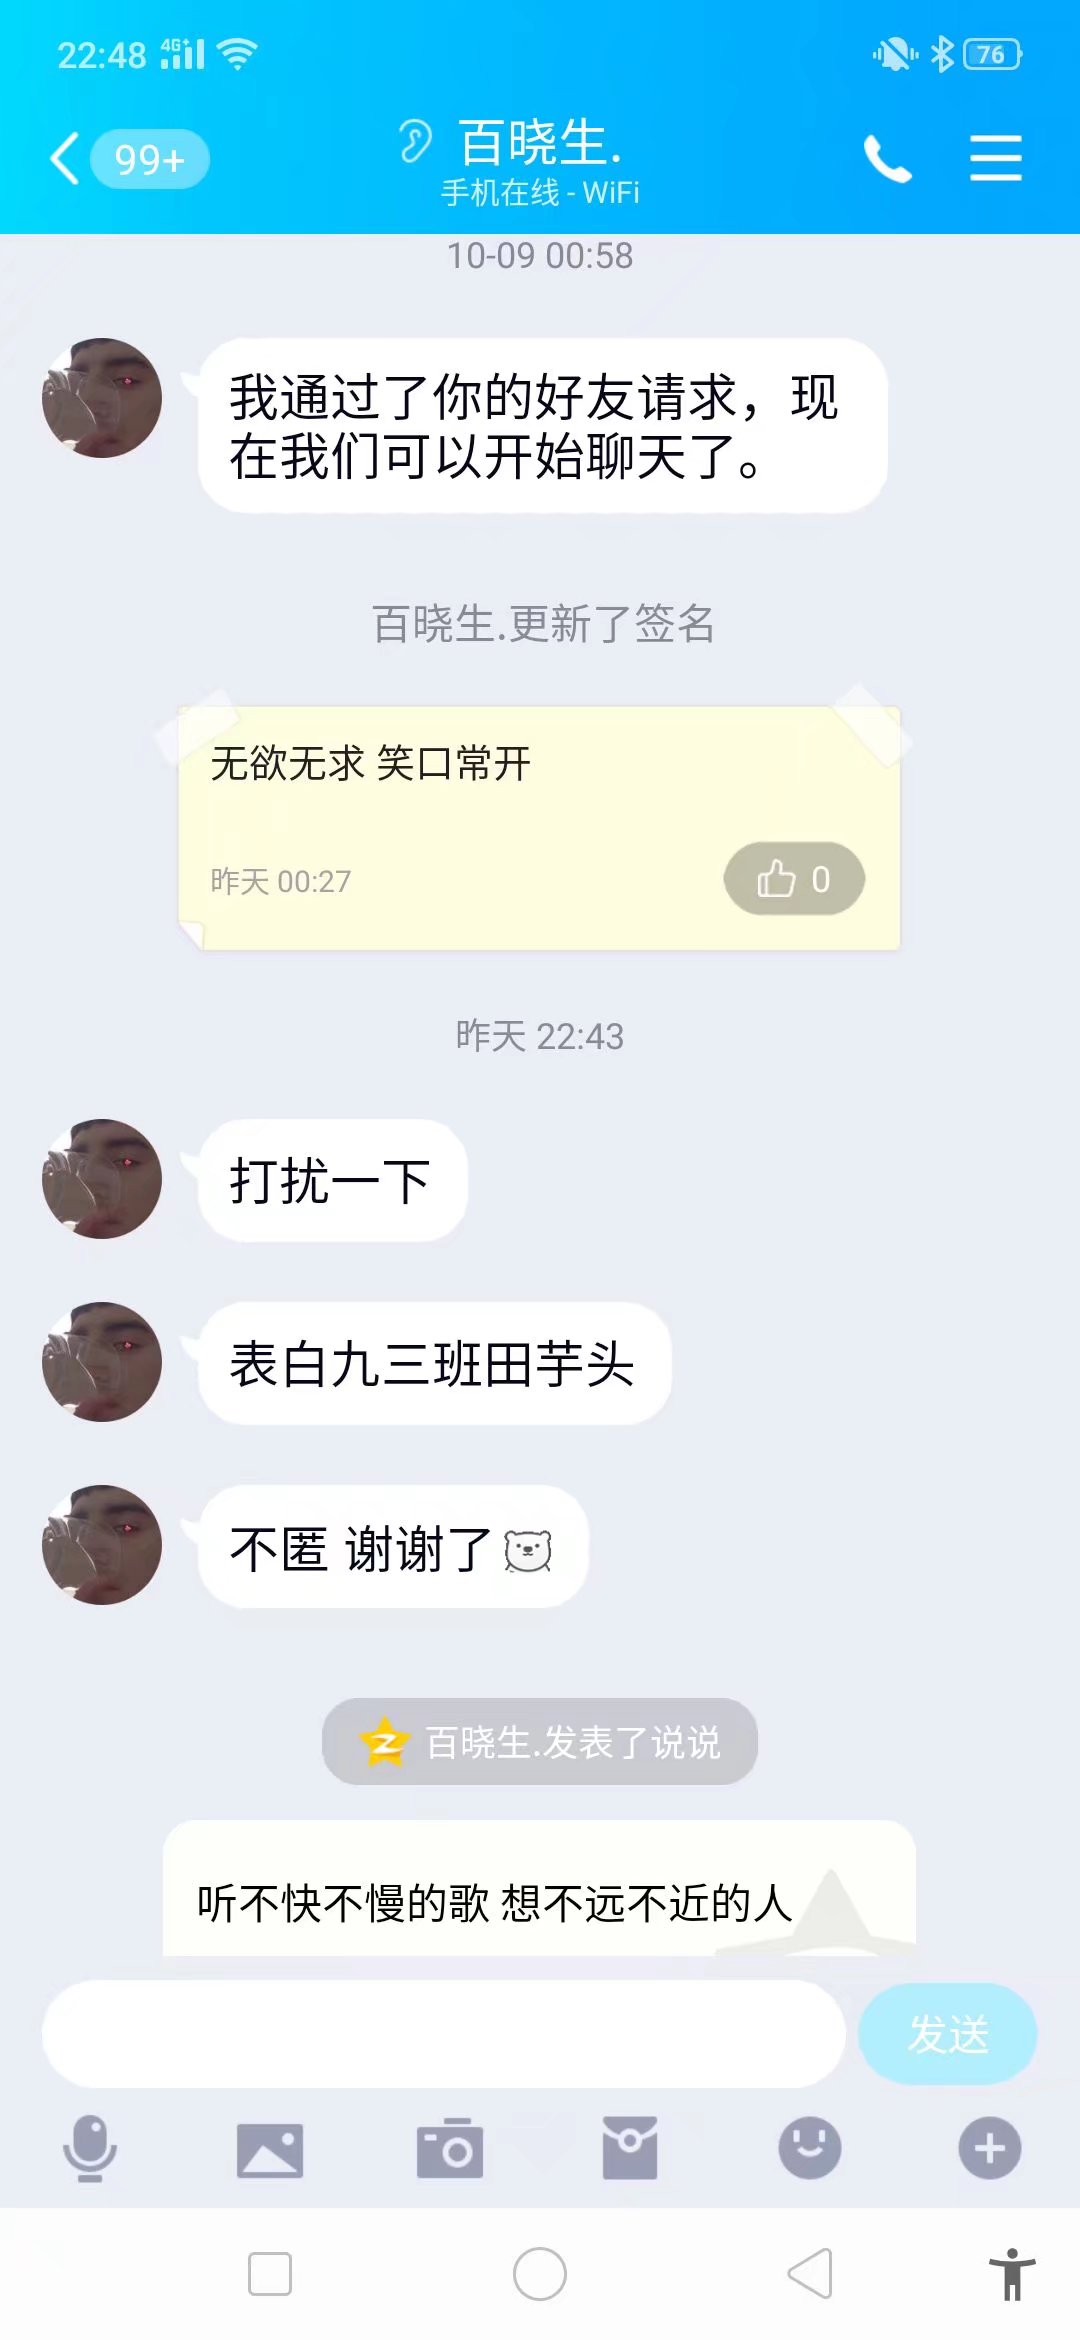 22:48 4G+ 76
99+ 百晓生.
手机在线 - WiFi
10-09 00:58
我通过了你的好友请求，现
在我们可以开始聊天了。
百晓生.更新了签名
无欲无求 笑口常开
昨天 00:27 0
昨天 22:43
打扰一下
表白九三班田芋头
不匿 谢谢了
百晓生.发表了说说
听不快不慢的歌 想不远不近的人
发送